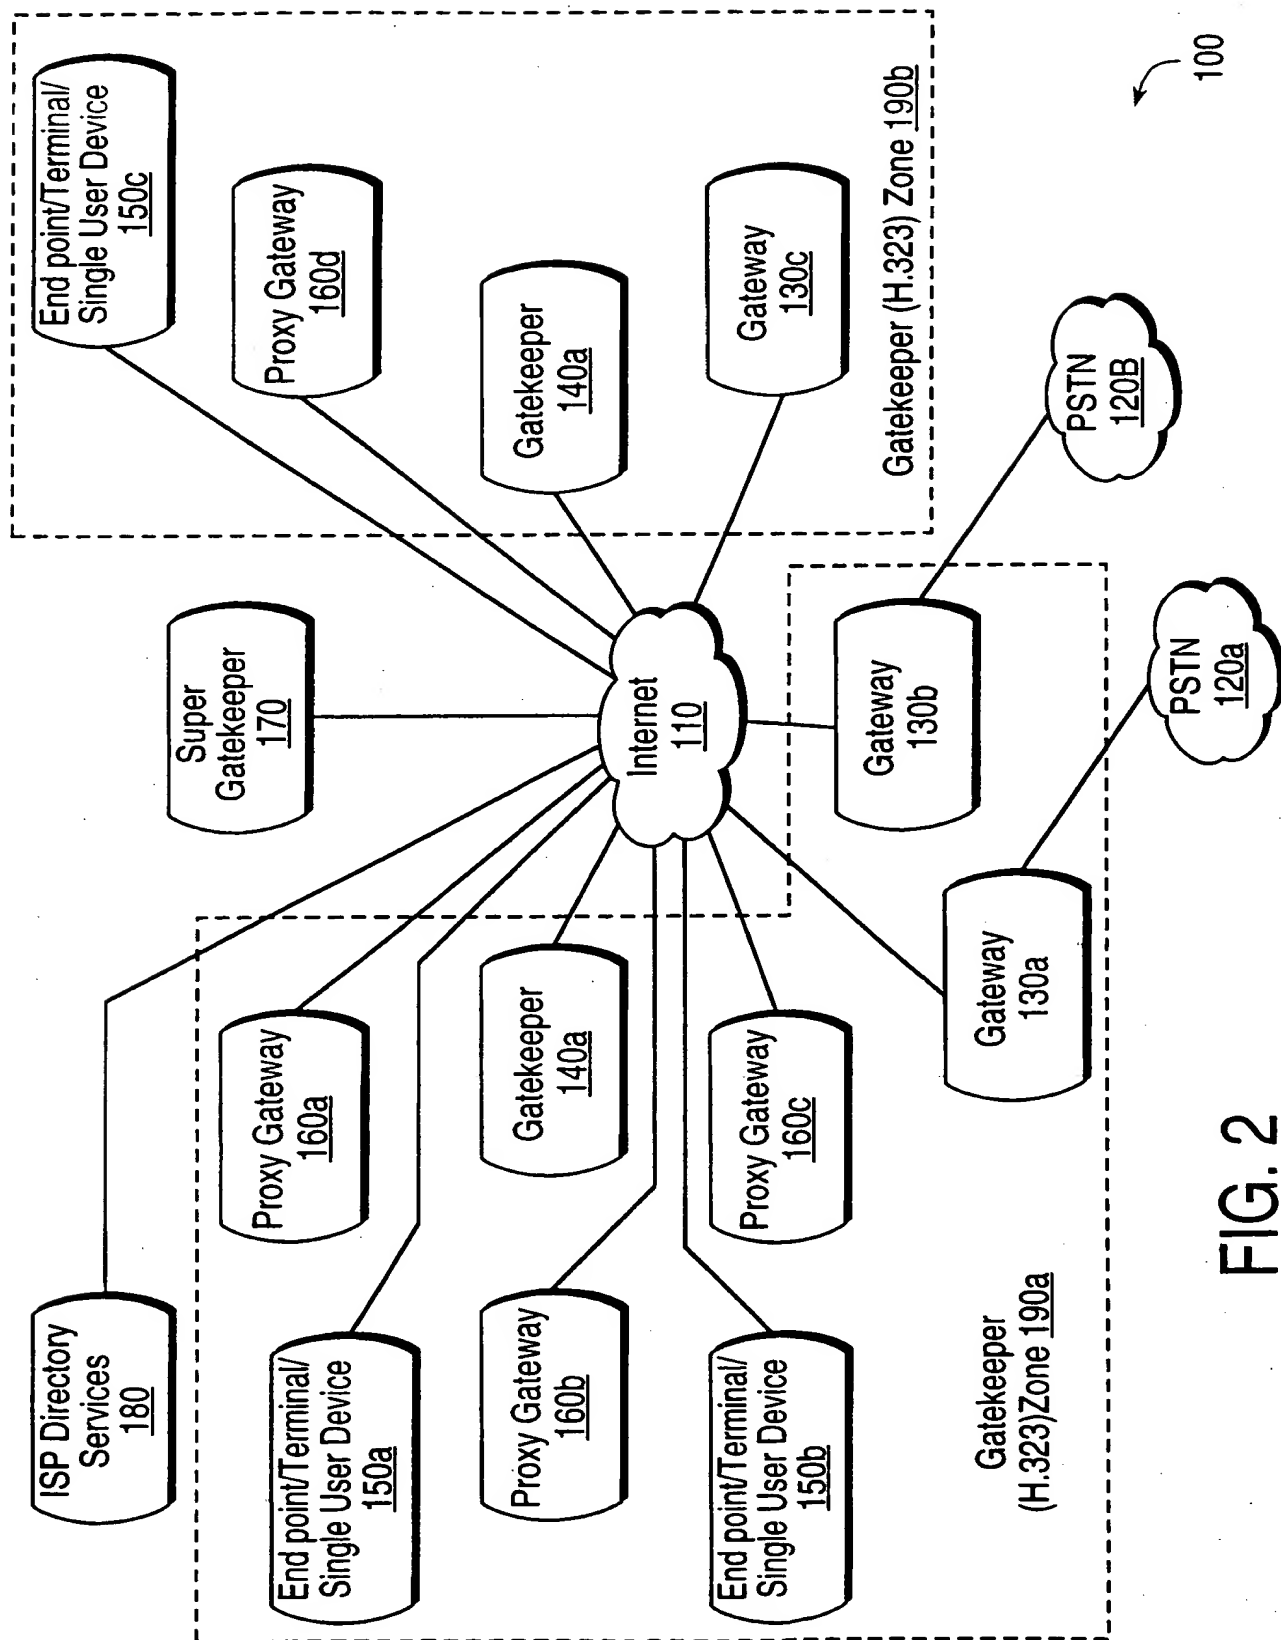 ISP Directory
Services
180
Super
Gatekeeper
170
End point/Terminal/
Single User Device
150c
Proxy Gateway
160a
End point/Terminal/
Single User Device
150a
Proxy Gateway
160d
Gatekeeper
140a
Gatekeeper
140a
Proxy Gateway
160b
Internet
110
Proxy Gateway
160c
End point/Terminal/
Single User Device
150b
Gateway
130c
Gateway
130b
Gatekeeper (H.323) Zone 190b
Gateway
130a
Gatekeeper
(H.323)Zone 190a
PSTN
120B
PSTN
120a
100
FIG. 2